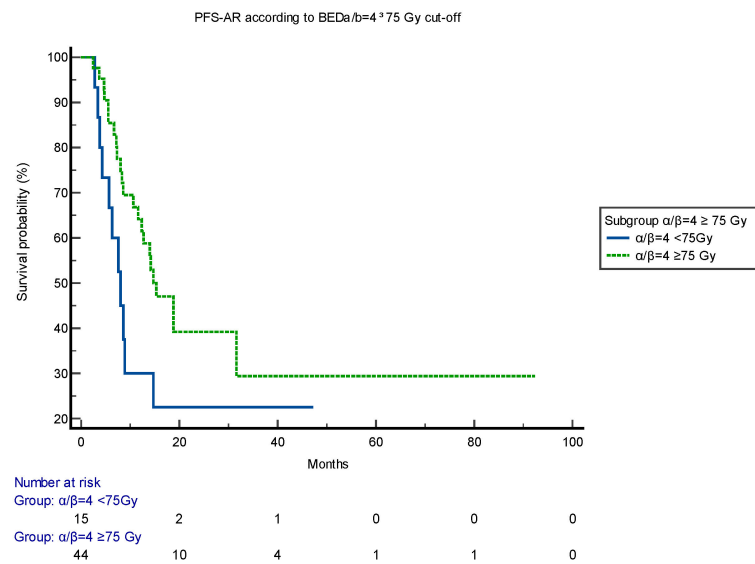 PFS-AR according to BEDa/b=4 ³ 75 Gy cut-off
Survival probability (%)
100
90
80
70
60
50
40
30
20
0 20 40 60 80 100
Months
Subgroup α/β=4 ≥ 75 Gy
α/β=4 <75Gy
α/β=4 ≥75 Gy
Number at risk
Group: α/β=4 <75Gy
15 2 1 0 0 0
Group: α/β=4 ≥75 Gy
44 10 4 1 1 0